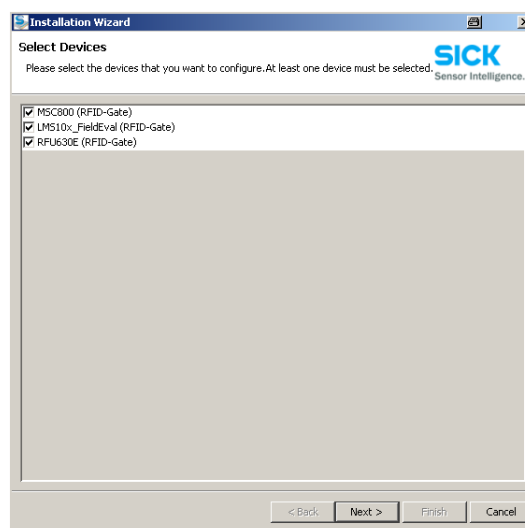 Installation Wizard
Select Devices
Please select the devices that you want to configure.At least one device must be selected.
SICK
Sensor Intelligence.
MSC800 (RFID-Gate)
LMS10x_FieldEval (RFID-Gate)
RFU630E (RFID-Gate)
< Back
Next >
Finish
Cancel